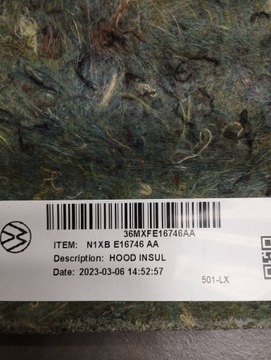 36MXFE16746AA
ITEM: N1XB E16746 AA
Description: HOOD INSUL
Date: 2023-03-06 14:52:57
501-LX